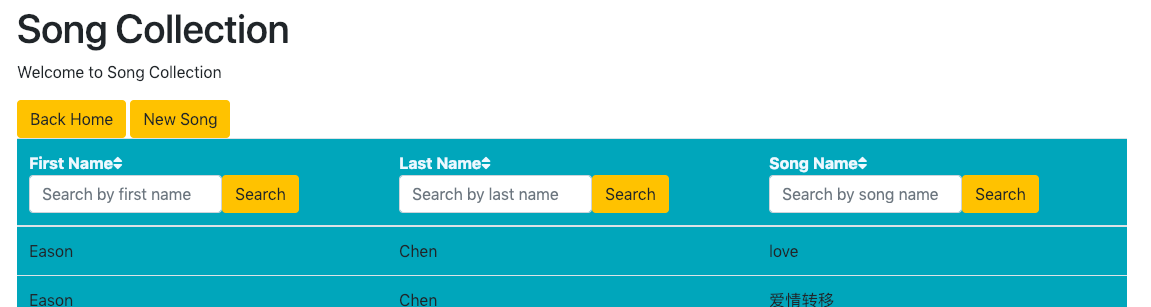 Song Collection
Welcome to Song Collection
Back Home New Song
First Name Last Name Song Name
Search by first name Search Search by last name Search Search by song name Search
Eason Chen love
Eason Chen 爱情转移